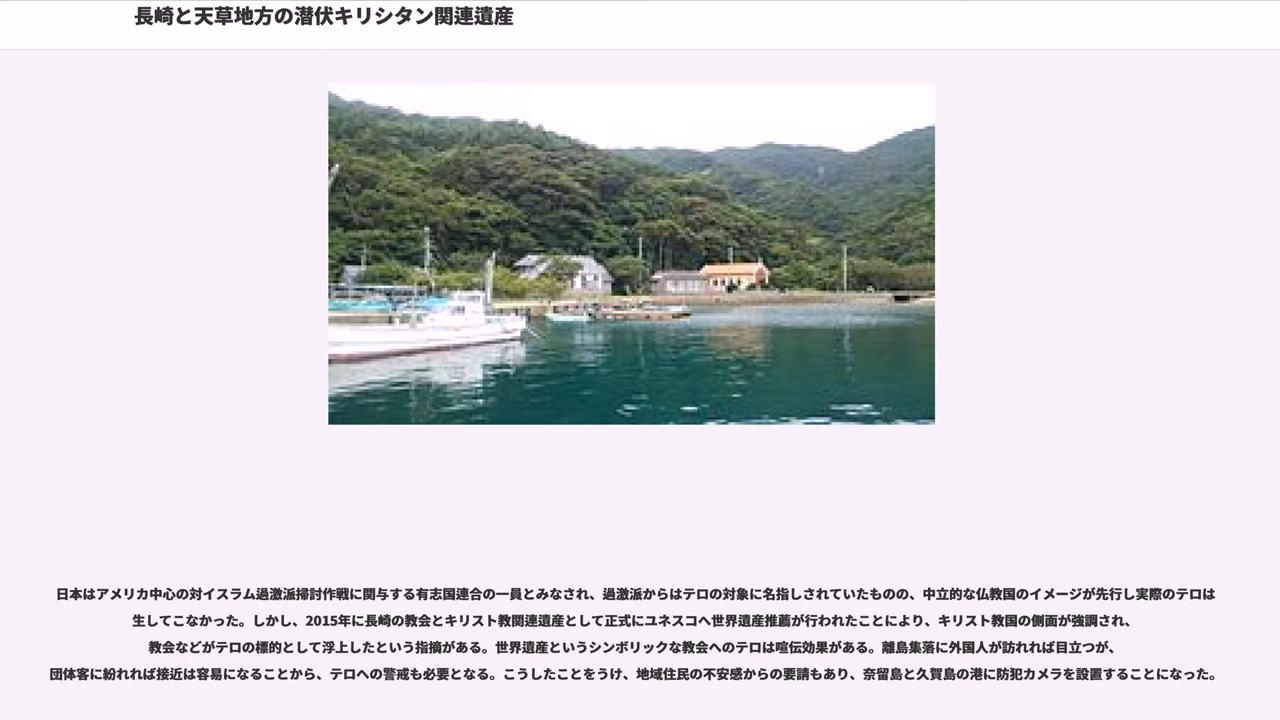 長崎と天草地方の潜伏キリシタン関連遺産
日本はアメリカ中心の対イスラム過激派掃討作戦に関与する有志国連合の一員とみなされ、過激派からはテロの対象に名指しされていたものの、中立的な仏教国のイメージが先行し実際のテロは
生してこなかった。しかし、2015年に長崎の教会とキリスト教関連遺産として正式にユネスコへ世界遺産推薦が行われたことにより、キリスト教国の側面が強調され、
教会などがテロの標的として浮上したという指摘がある。世界遺産というシンボリックな教会へのテロは喧伝効果がある。離島集落に外国人が訪れれば目立つが、
団体客に紛れれば接近は容易になることから、テロへの警戒も必要となる。こうしたことをうけ、地域住民の不安感からの要請もあり、奈留島と久賀島の港に防犯カメラを設置することになった。